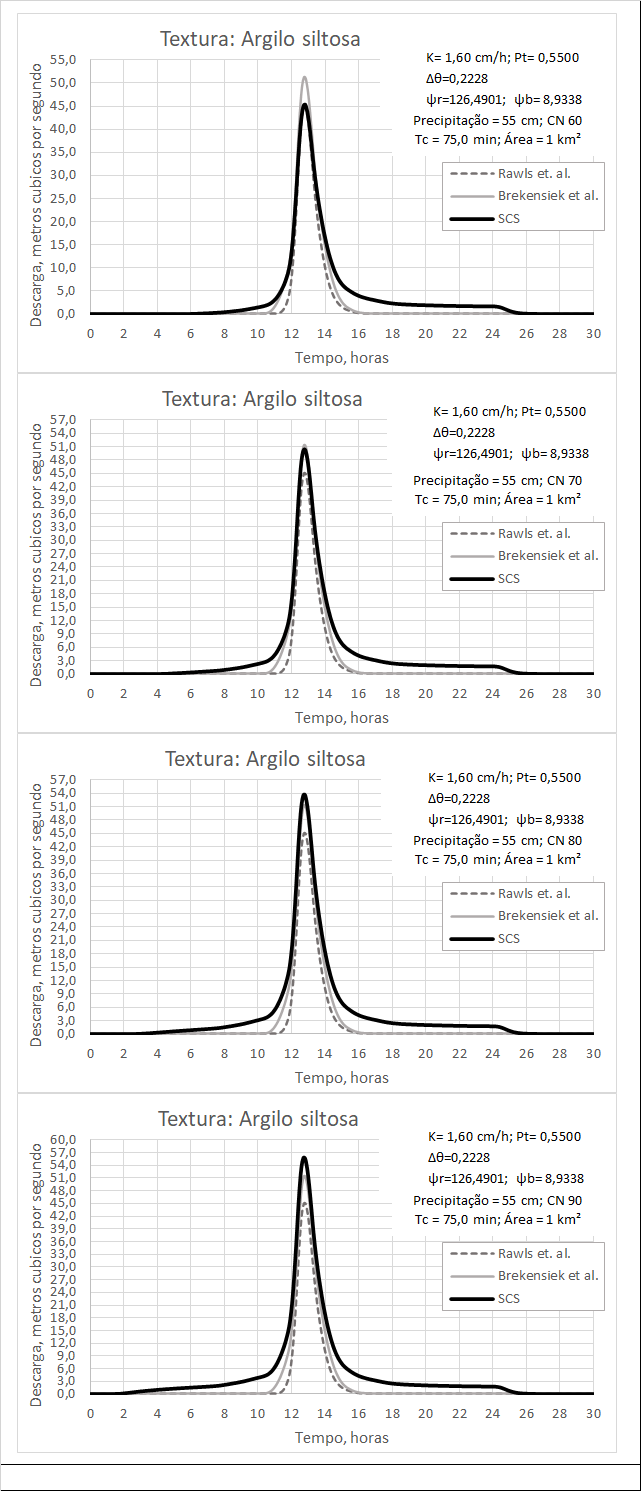 Textura: Argilo siltosa
K= 1,60 cm/h; Pt= 0,5500
Δθ=0,2228
ψr=126,4901; ψb= 8,9338
Precipitação = 55 cm; CN 60
Tc = 75,0 min; Área = 1 km²
Rawls et. al.
Brekensiek et al.
SCS
Descarga, metros cubicos por segundo
55,0
50,0
45,0
40,0
35,0
30,0
25,0
20,0
15,0
10,0
5,0
0,0
0 2 4 6 8 10 12 14 16 18 20 22 24 26 28 30
Tempo, horas
Textura: Argilo siltosa
K= 1,60 cm/h; Pt= 0,5500
Δθ=0,2228
ψr=126,4901; ψb= 8,9338
Precipitação = 55 cm; CN 70
Tc = 75,0 min; Área = 1 km²
Rawls et. al.
Brekensiek et al.
SCS
Descarga, metros cubicos por segundo
57,0
54,0
51,0
48,0
45,0
42,0
39,0
36,0
33,0
30,0
27,0
24,0
21,0
18,0
15,0
12,0
9,0
6,0
3,0
0,0
0 2 4 6 8 10 12 14 16 18 20 22 24 26 28 30
Tempo, horas
Textura: Argilo siltosa
K= 1,60 cm/h; Pt= 0,5500
Δθ=0,2228
ψr=126,4901; ψb= 8,9338
Precipitação = 55 cm; CN 80
Tc = 75,0 min; Área = 1 km²
Rawls et. al.
Brekensiek et al.
SCS
Descarga, metros cubicos por segundo
57,0
54,0
51,0
48,0
45,0
42,0
39,0
36,0
33,0
30,0
27,0
24,0
21,0
18,0
15,0
12,0
9,0
6,0
3,0
0,0
0 2 4 6 8 10 12 14 16 18 20 22 24 26 28 30
Tempo, horas
Textura: Argilo siltosa
K= 1,60 cm/h; Pt= 0,5500
Δθ=0,2228
ψr=126,4901; ψb= 8,9338
Precipitação = 55 cm; CN 90
Tc = 75,0 min; Área = 1 km²
Rawls et. al.
Brekensiek et al.
SCS
Descarga, metros cubicos por segundo
60,0
57,0
54,0
51,0
48,0
45,0
42,0
39,0
36,0
33,0
30,0
27,0
24,0
21,0
18,0
15,0
12,0
9,0
6,0
3,0
0,0
0 2 4 6 8 10 12 14 16 18 20 22 24 26 28 30
Tempo, horas